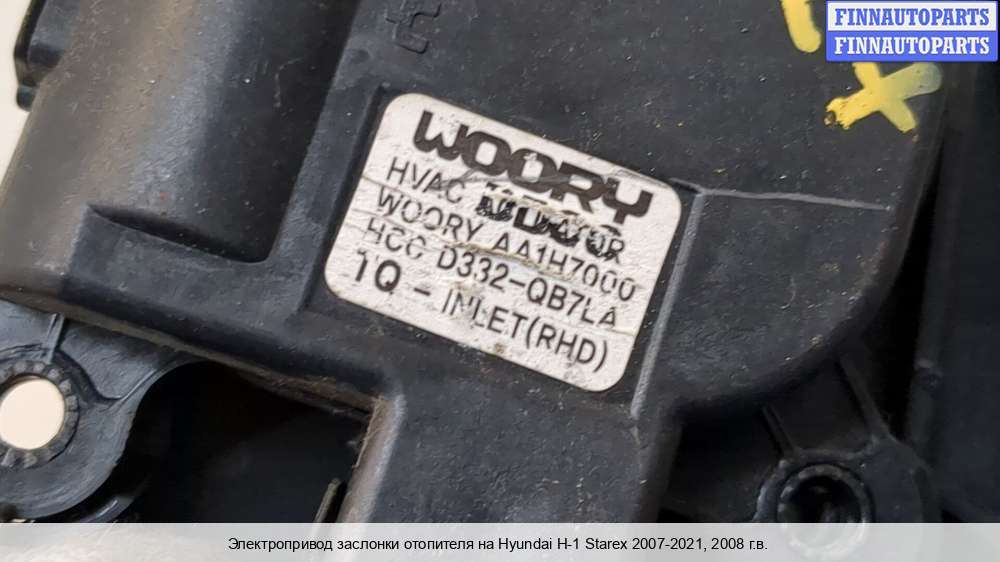 FINNAUTOPARTS
FINNAUTOPARTS
WOORY
HVAC
WOORY AA1H7000
HCC D332-QB7LA
TQ - INLET(RHD)
Электропривод заслонки отопителя на Hyundai H-1 Starex 2007-2021, 2008 г.в.